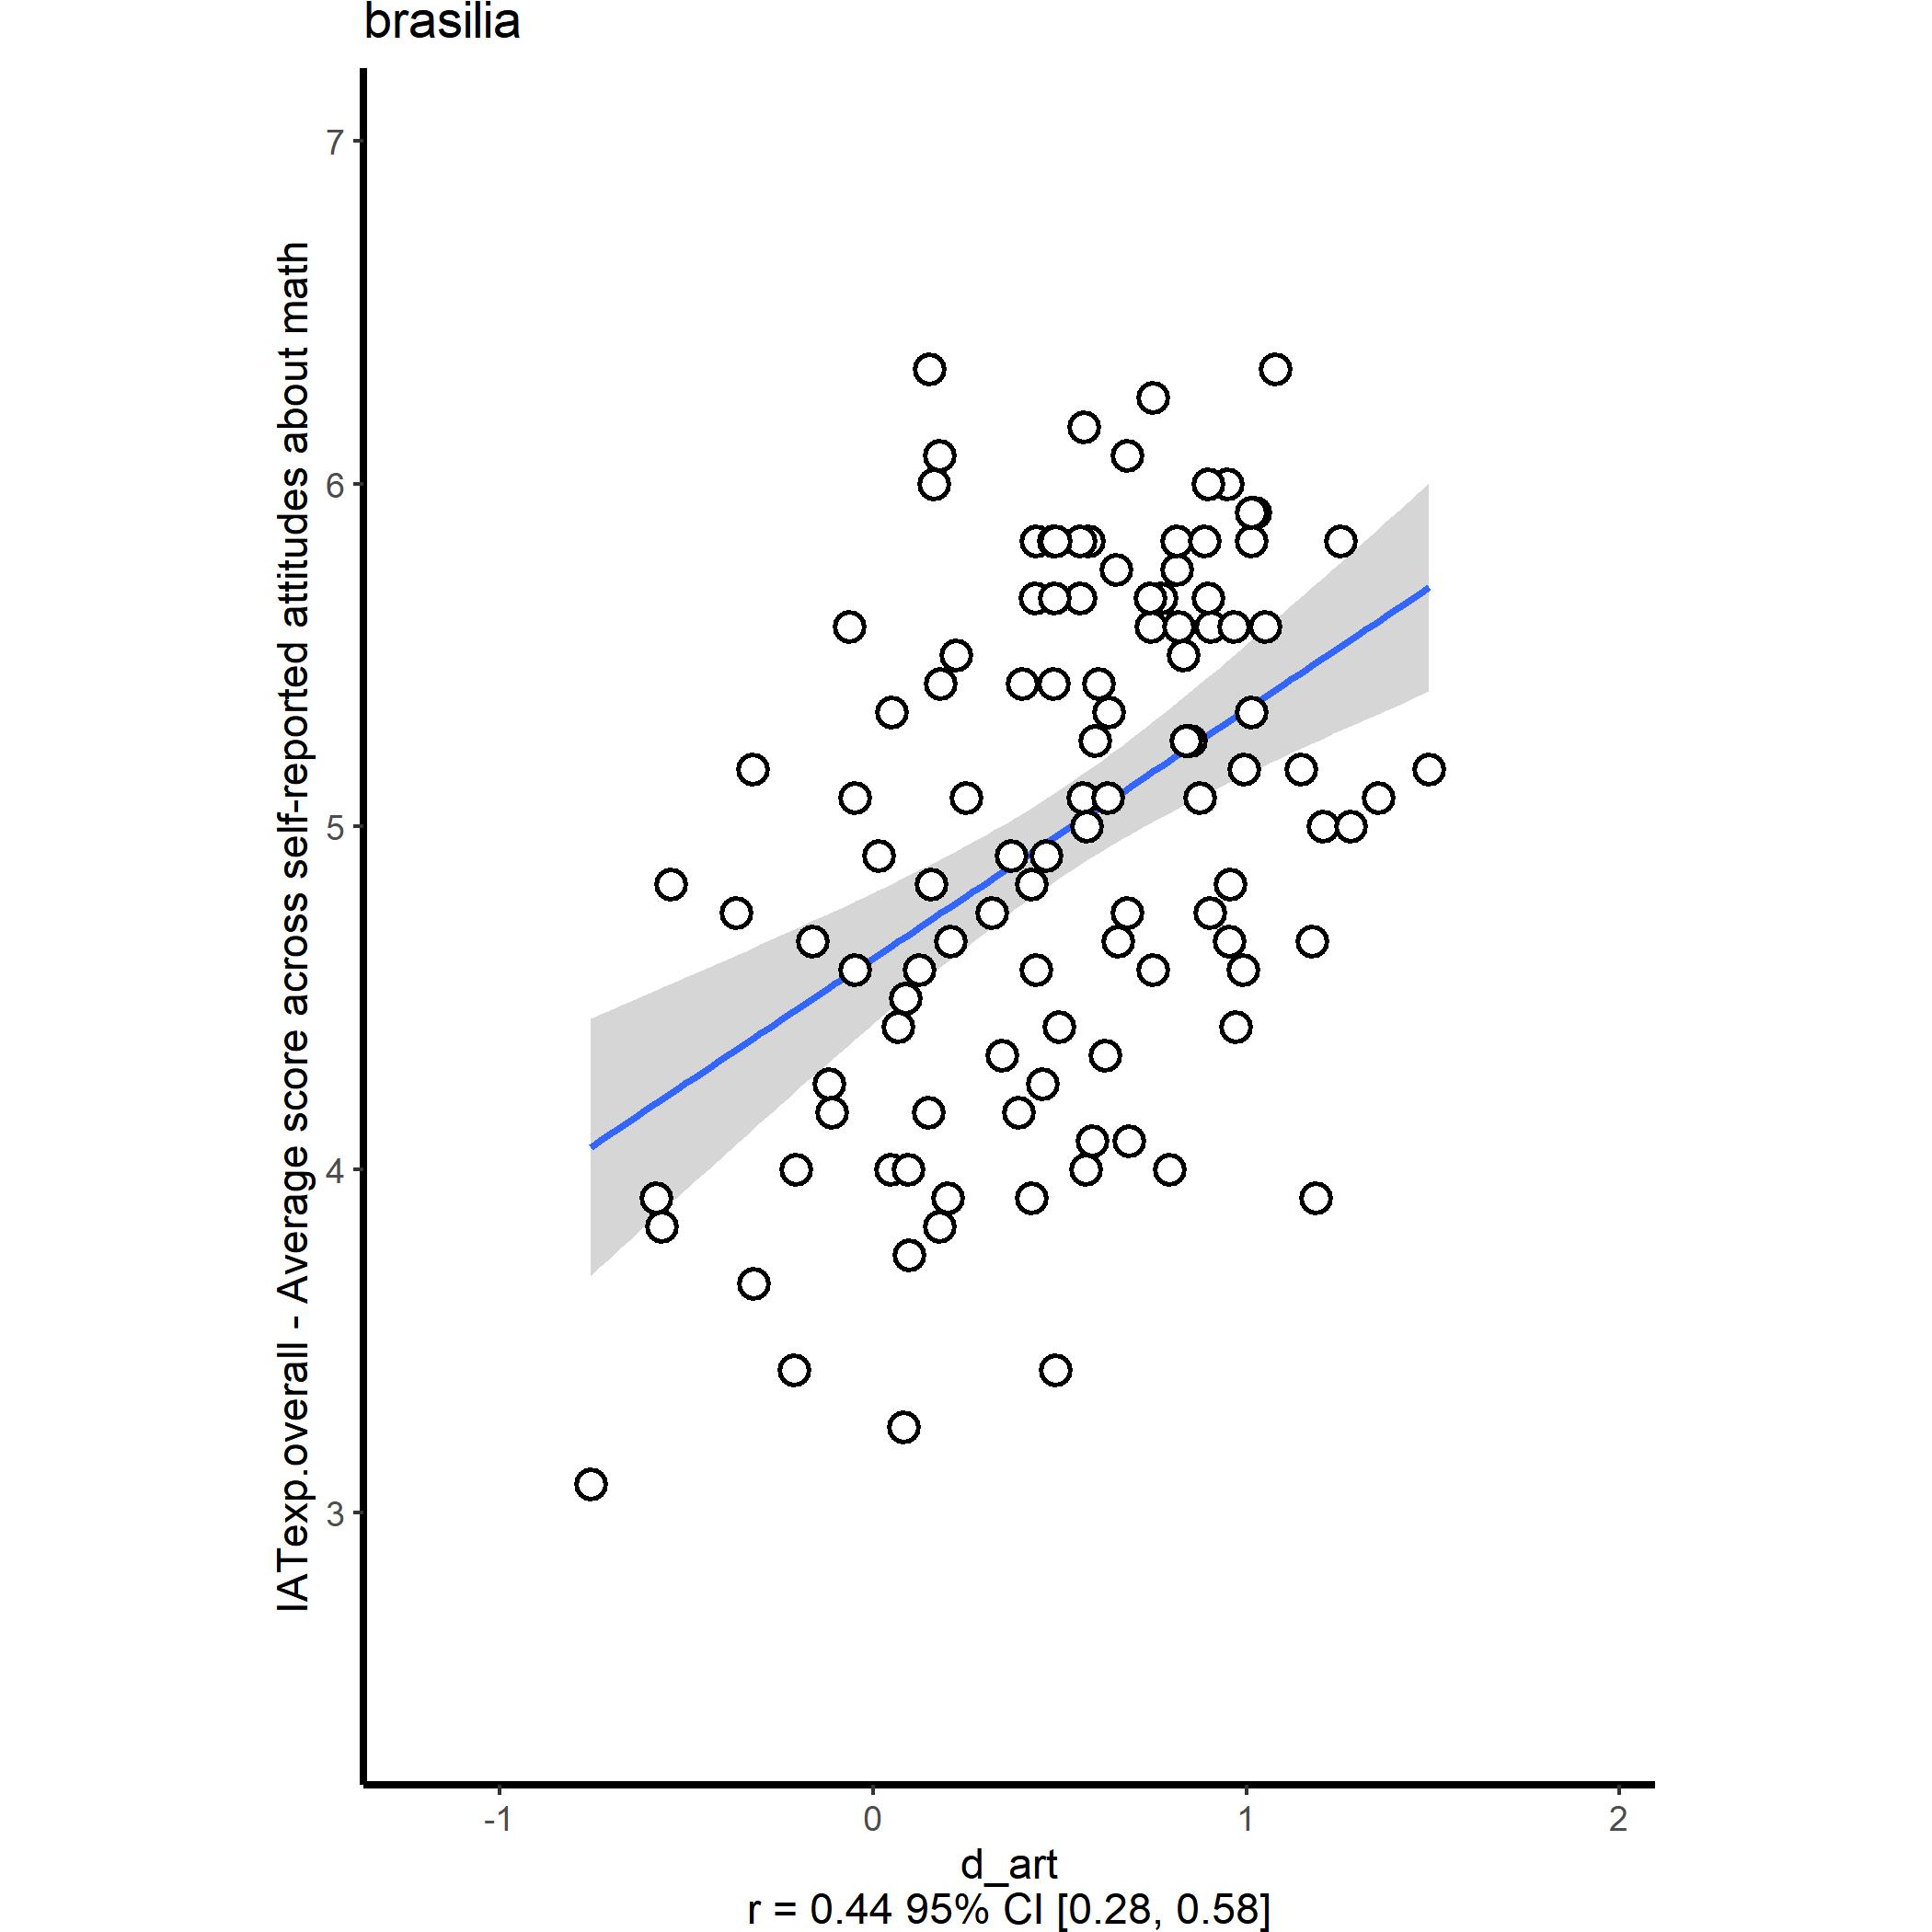 brasilia
IATexp.overall - Average score across self-reported attitudes about math
7
6
5
4
3
-1
0
1
2
d_art
r = 0.44 95% CI [0.28, 0.58]